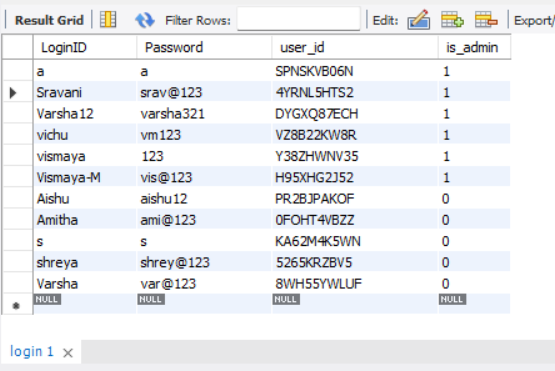 Result Grid Filter Rows: Edit: Export/
LoginID Password user_id is_admin
a a SPNSKVB06N 1
Sravani srav@123 4YRNL5HTS2 1
Varsha12 varsha321 DYGXQ87ECH 1
vichu vm123 VZ8B22KW8R 1
vismaya 123 Y38ZHWNV35 1
Vismaya-M vis@123 H95XHG2J52 1
Aishu aishu12 PR2BJPAKOF 0
Amitha ami@123 0FOHT4VBZZ 0
s s KA62M4K5WN 0
shreya shrey@123 5265KRZBV5 0
Varsha var@123 8WH55YWLUF 0
NULL NULL NULL NULL
login 1